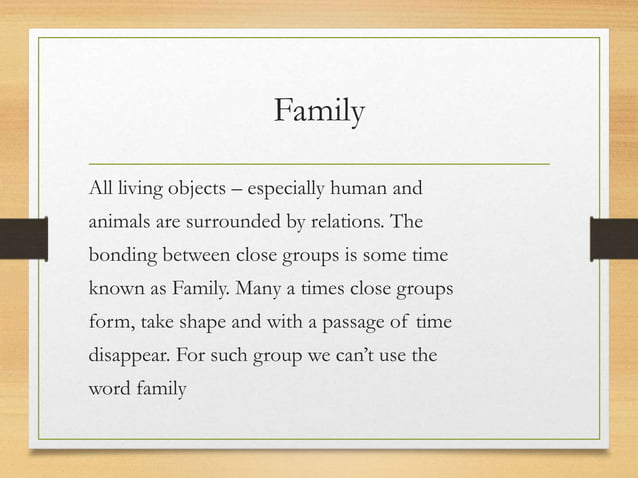 Family
All living objects – especially human and
animals are surrounded by relations. The
bonding between close groups is some time
known as Family. Many a times close groups
form, take shape and with a passage of time
disappear. For such group we can’t use the
word family